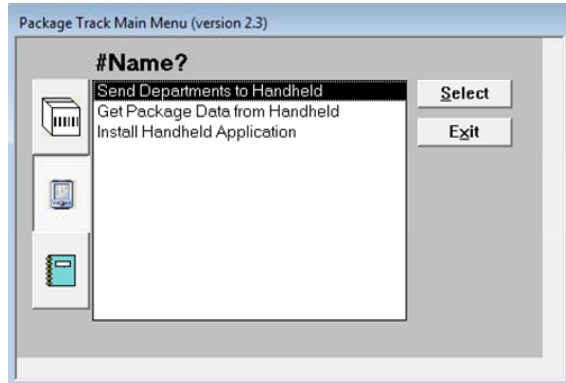 Package Track Main Menu (version 2.3)
#Name?
Send Departments to Handheld
Get Package Data from Handheld
Install Handheld Application
Select
Exit